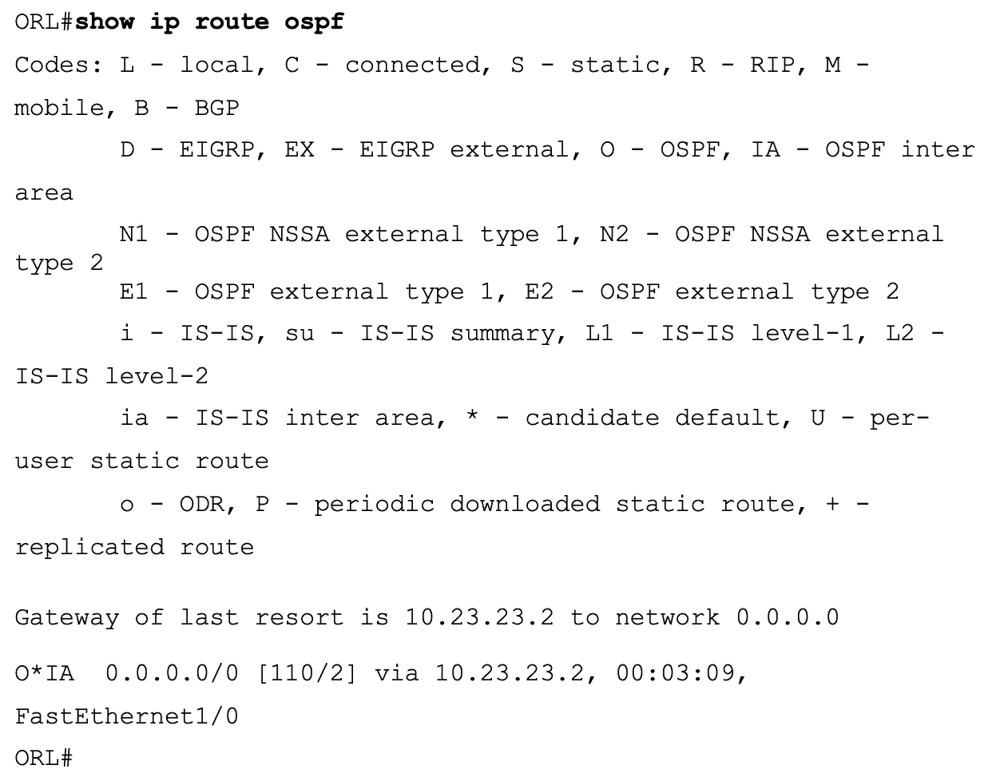 ORL#show ip route ospf
Codes: L - local, C - connected, S - static, R - RIP, M -
mobile, B - BGP
D - EIGRP, EX - EIGRP external, O - OSPF, IA - OSPF inter
area
N1 - OSPF NSSA external type 1, N2 - OSPF NSSA external
type 2
E1 - OSPF external type 1, E2 - OSPF external type 2
i - IS-IS, su - IS-IS summary, L1 - IS-IS level-1, L2 -
IS-IS level-2
ia - IS-IS inter area, * - candidate default, U - per-
user static route
o - ODR, P - periodic downloaded static route, + -
replicated route
Gateway of last resort is 10.23.23.2 to network 0.0.0.0
O*IA  0.0.0.0/0 [110/2] via 10.23.23.2, 00:03:09,
FastEthernet1/0
ORL#